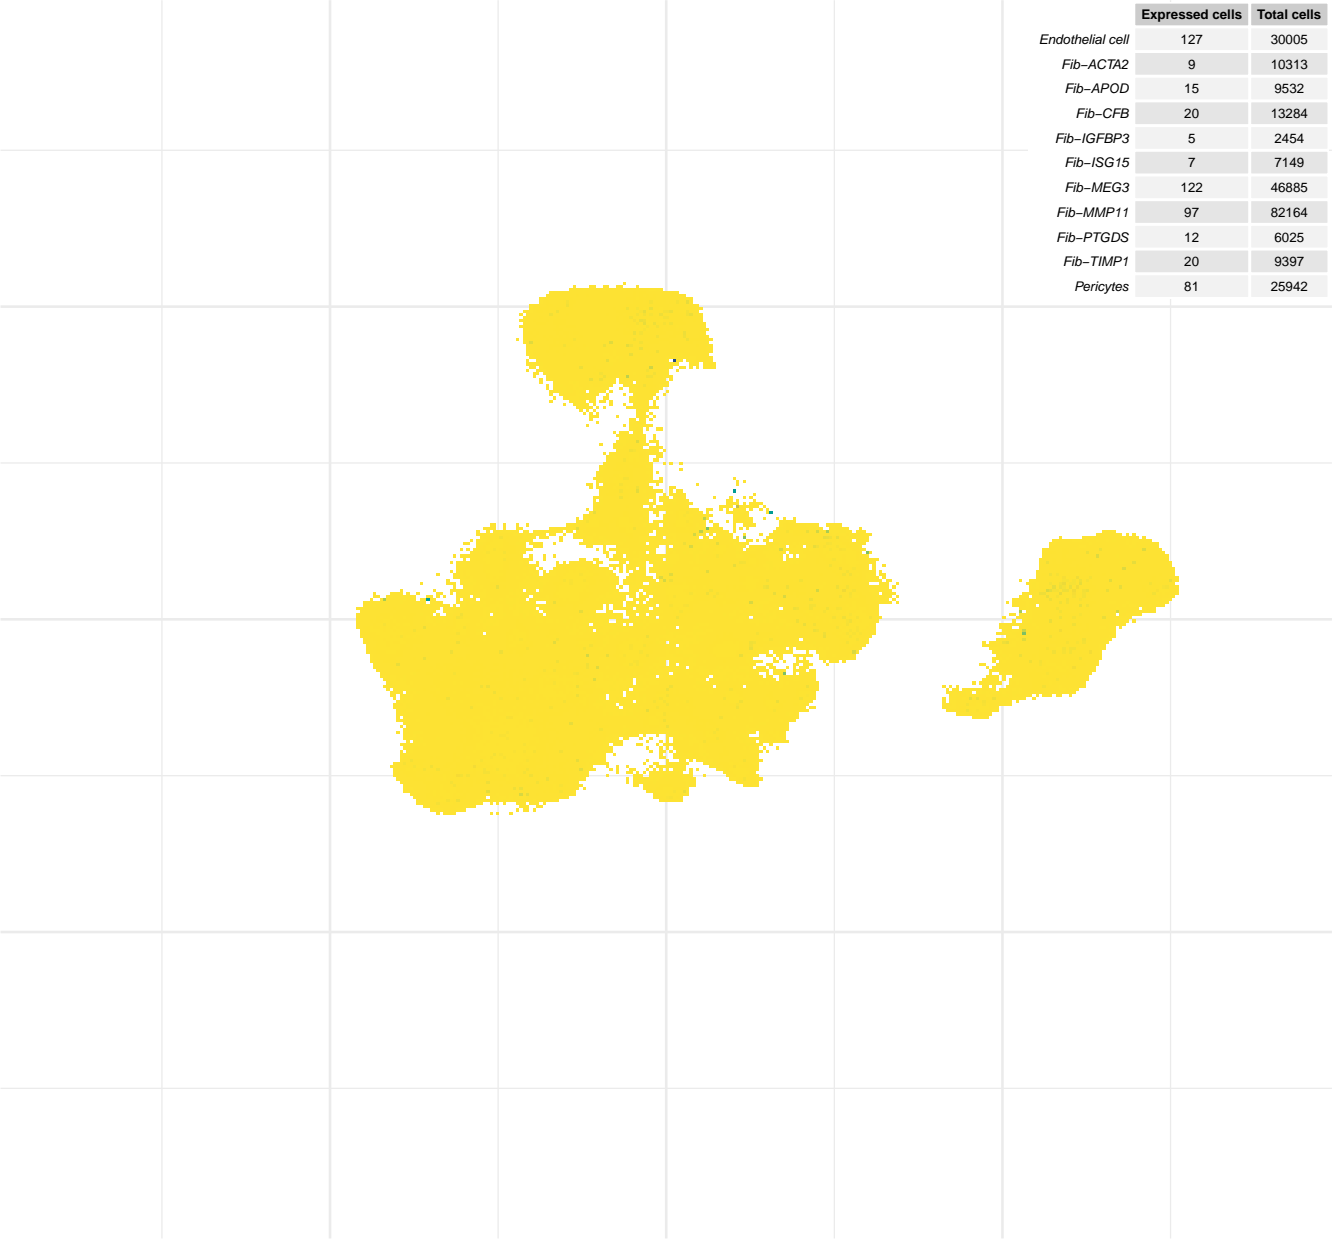 Expressed cells Total cells
Endothelial cell 127 30005
Fib−ACTA2 9 10313
Fib−APOD 15 9532
Fib−CFB 20 13284
Fib−IGFBP3 5 2454
Fib−ISG15 7 7149
Fib−MEG3 122 46885
Fib−MMP11 97 82164
Fib−PTGDS 12 6025
Fib−TIMP1 20 9397
Pericytes 81 25942